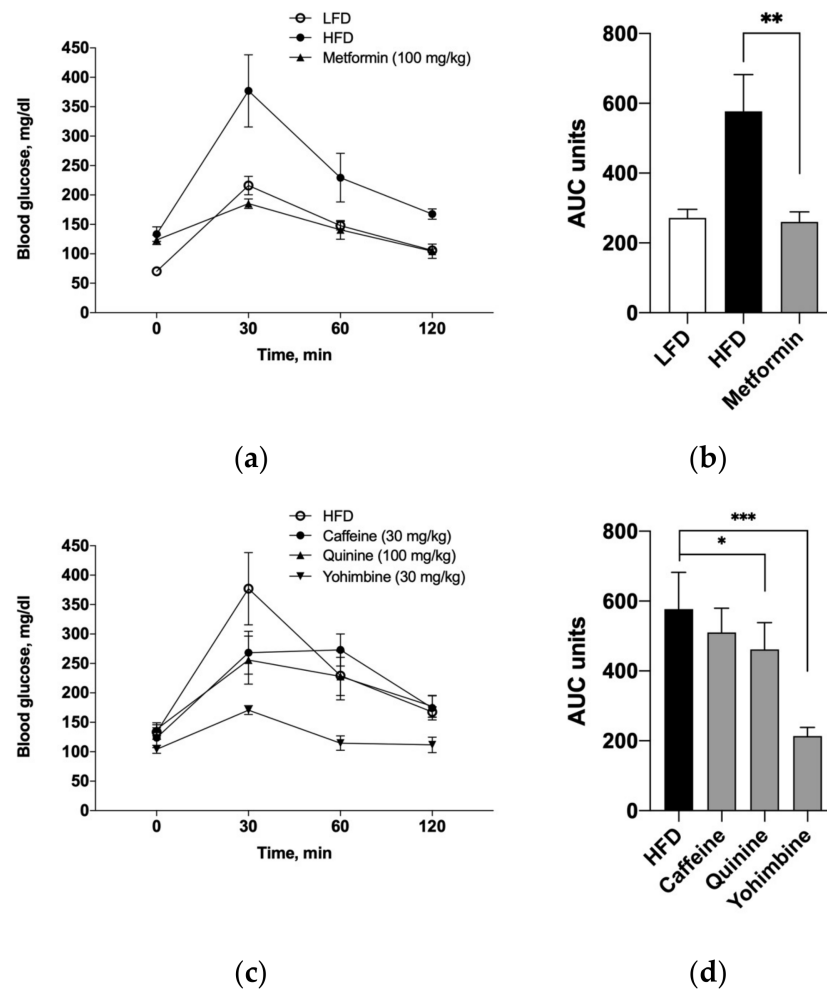 LFD
HFD
Metformin (100 mg/kg)
Blood glucose, mg/dl
450
400
350
300
250
200
150
100
50
0
0 30 60 120
Time, min
(a)
**
AUC units
800
600
400
200
0
LFD
HFD
Metformin
(b)
HFD
Caffeine (30 mg/kg)
Quinine (100 mg/kg)
Yohimbine (30 mg/kg)
Blood glucose, mg/dl
450
400
350
300
250
200
150
100
50
0
0 30 60 120
Time, min
(c)
***
*
AUC units
800
600
400
200
0
HFD
Caffeine
Quinine
Yohimbine
(d)